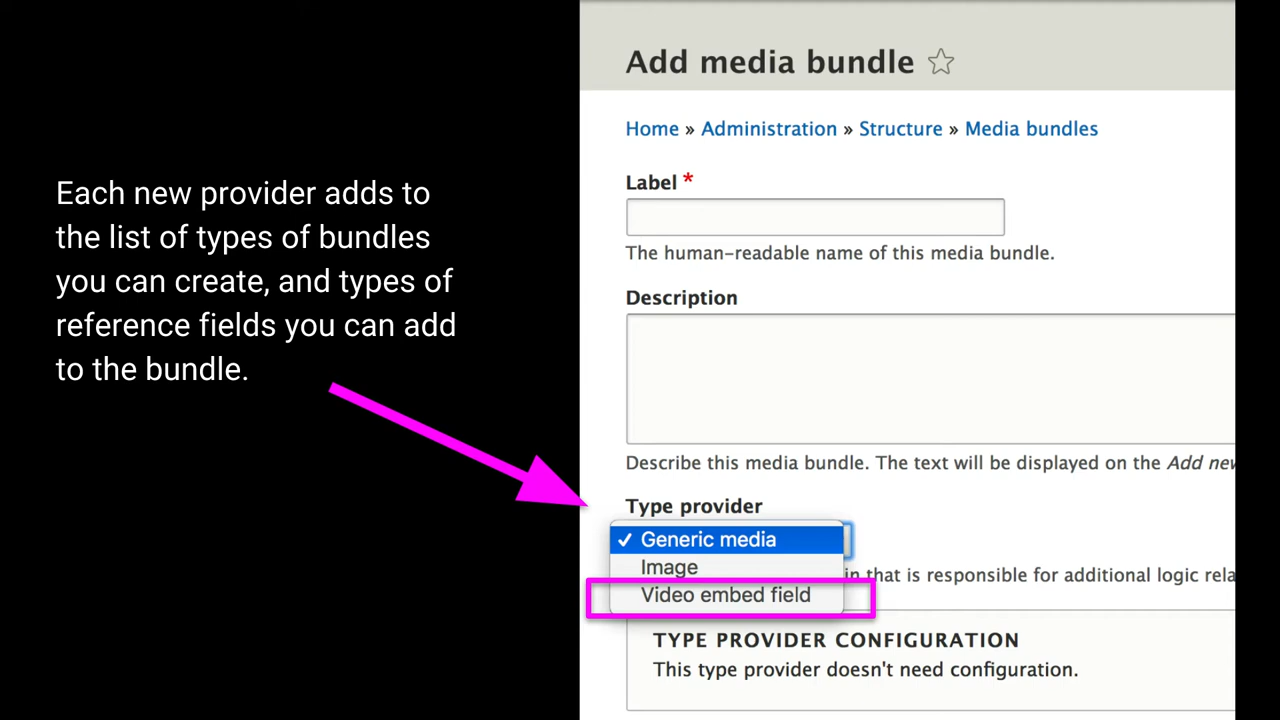 Each new provider adds to
the list of types of bundles
you can create, and types of
reference fields you can add
to the bundle.
Add media bundle
Home » Administration » Structure » Media bundles
Label *
The human-readable name of this media bundle.
Description
Describe this media bundle. The text will be displayed on the Add new
Type provider
✓ Generic media
Image
Video embed field
in that is responsible for additional logic rela
TYPE PROVIDER CONFIGURATION
This type provider doesn't need configuration.